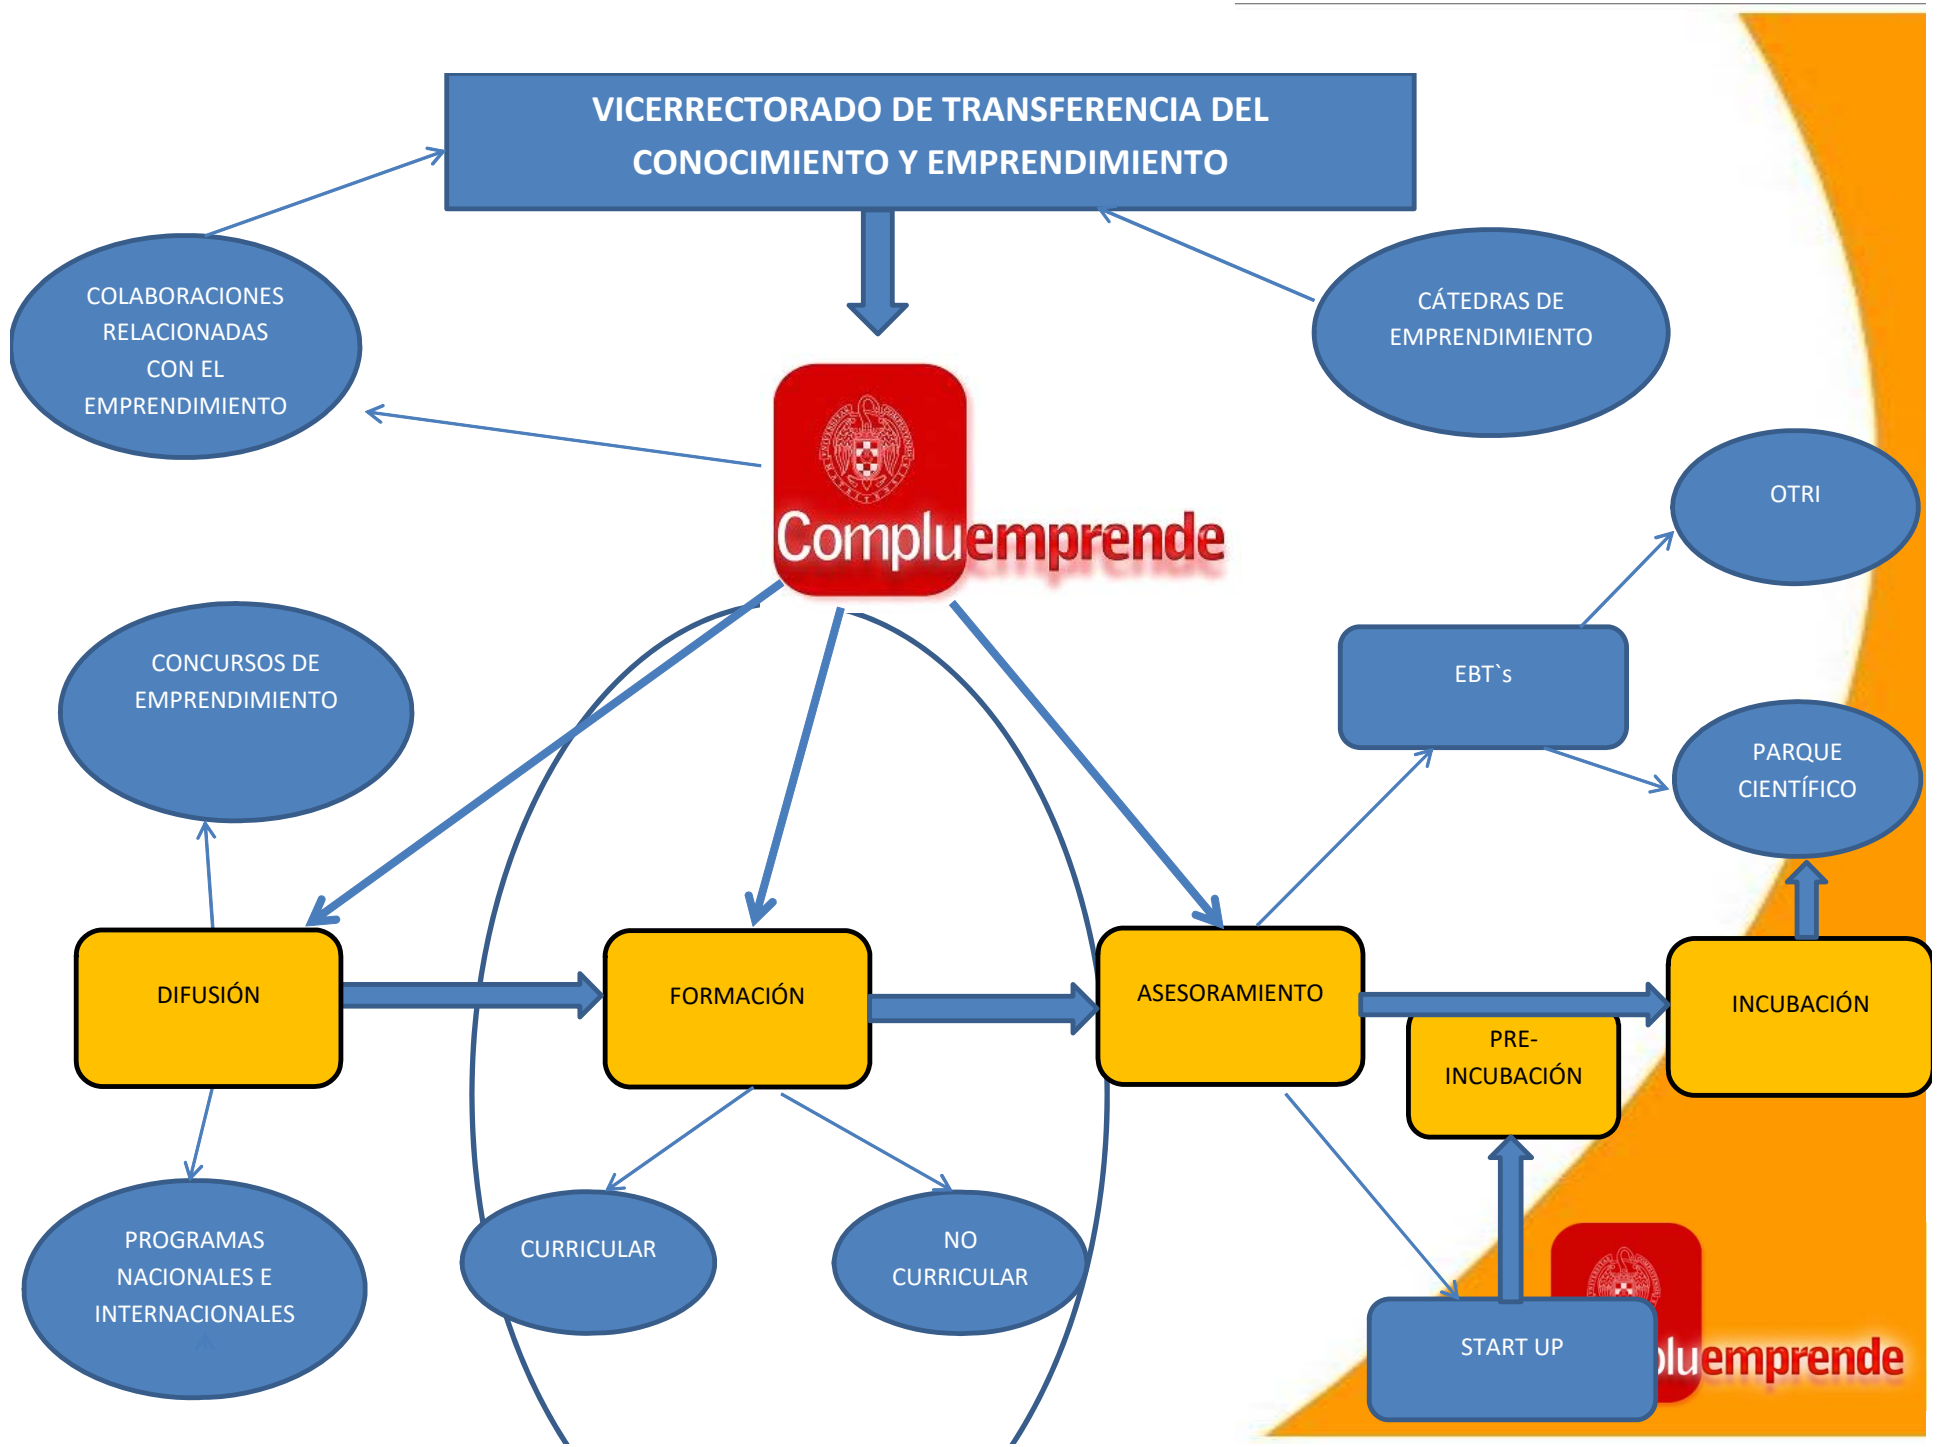 VICERRECTORADO DE TRANSFERENCIA DEL
CONOCIMIENTO Y EMPRENDIMIENTO
COLABORACIONES
RELACIONADAS
CON EL
EMPRENDIMIENTO
CÁTEDRAS DE
EMPRENDIMIENTO
Compluemprende
OTRI
CONCURSOS DE
EMPRENDIMIENTO
EBT`s
PARQUE
CIENTÍFICO
DIFUSIÓN
FORMACIÓN
ASESORAMIENTO
INCUBACIÓN
PRE-
INCUBACIÓN
PROGRAMAS
NACIONALES E
INTERNACIONALES
CURRICULAR
NO
CURRICULAR
START UP
luemprende